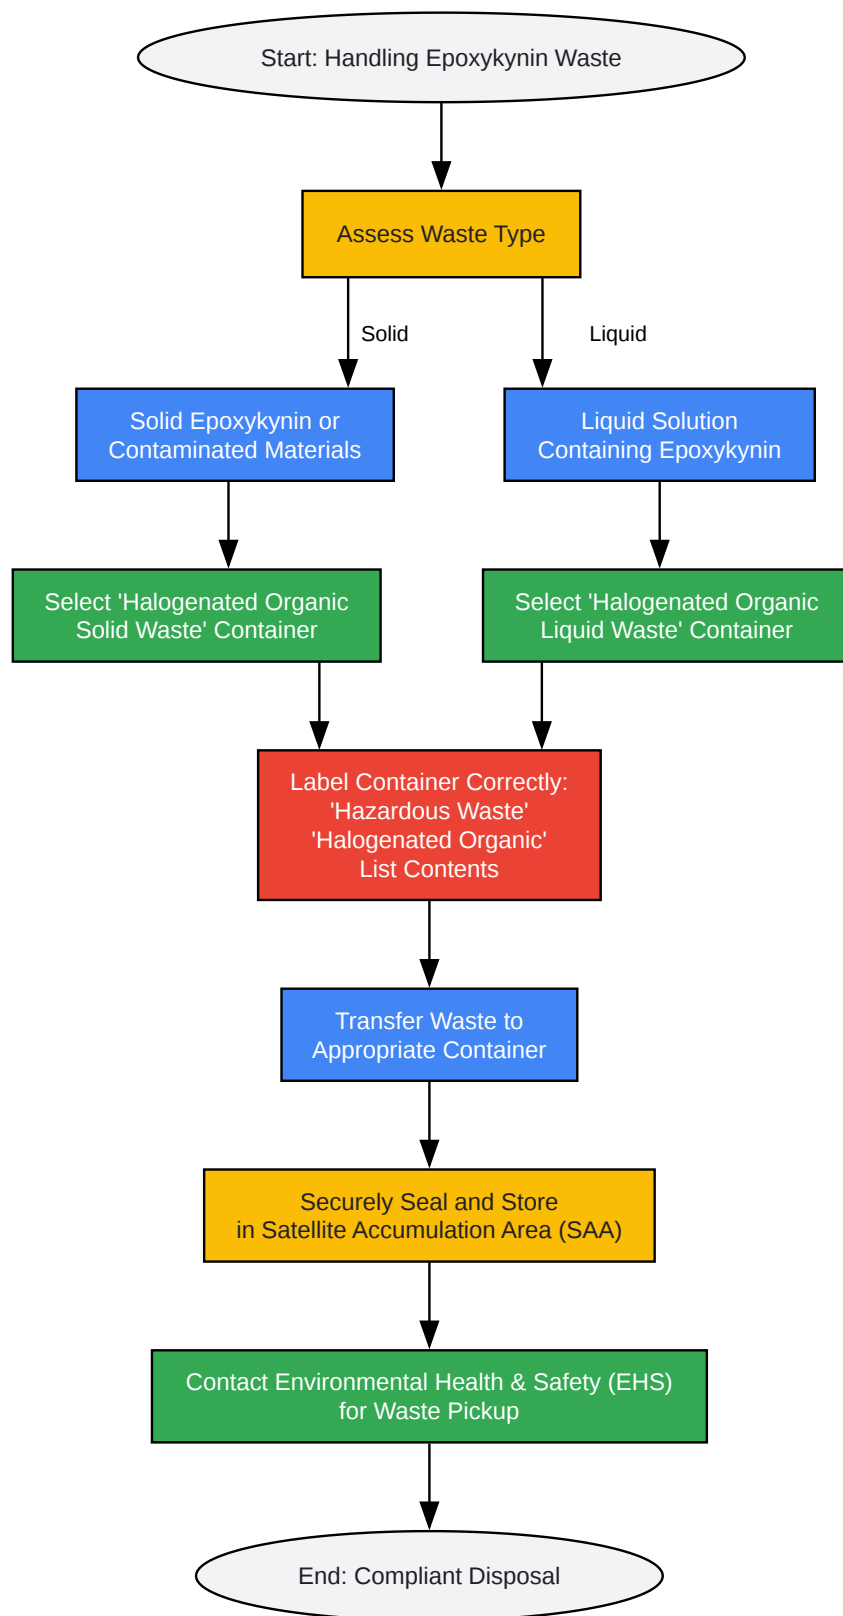 Start: Handling Epoxykynin Waste
Assess Waste Type
Solid
Liquid
Solid Epoxykynin or
Contaminated Materials
Liquid Solution
Containing Epoxykynin
Select 'Halogenated Organic
Solid Waste' Container
Select 'Halogenated Organic
Liquid Waste' Container
Label Container Correctly:
'Hazardous Waste'
'Halogenated Organic'
List Contents
Transfer Waste to
Appropriate Container
Securely Seal and Store
in Satellite Accumulation Area (SAA)
Contact Environmental Health & Safety (EHS)
for Waste Pickup
End: Compliant Disposal